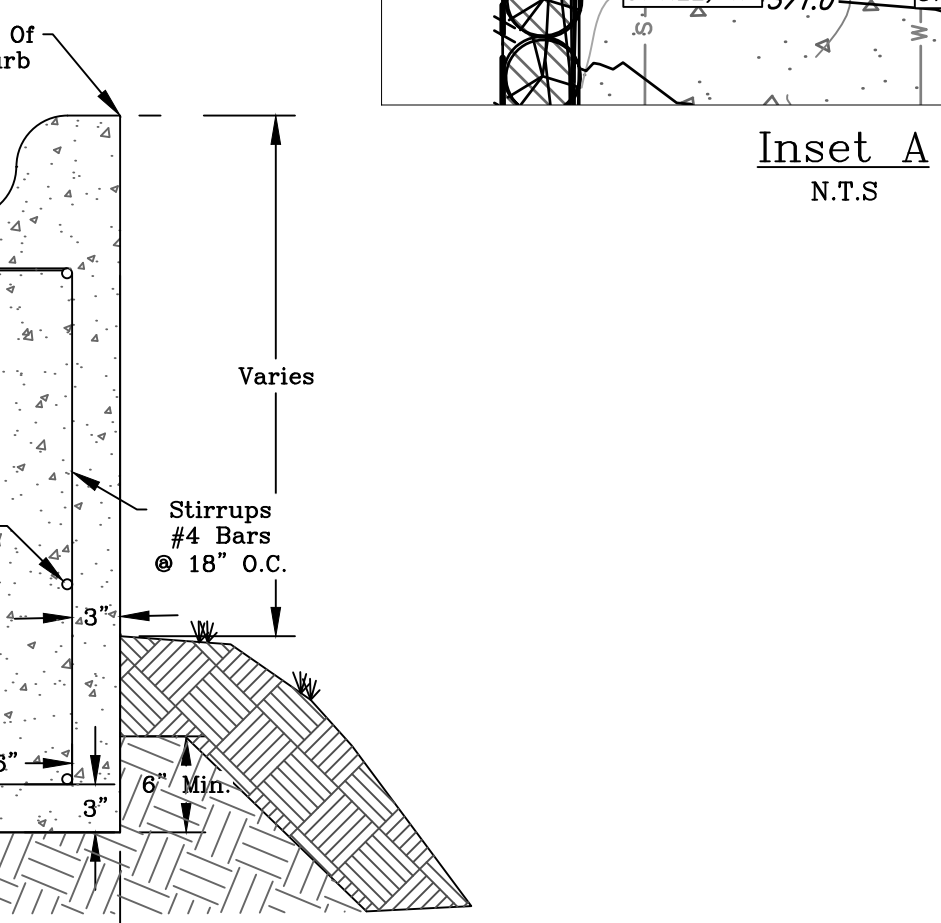 Of
S
W
Inset A
N.T.S
Varies
Stirrups
#4 Bars
@ 18" O.C.
3"
6" Min.
3"